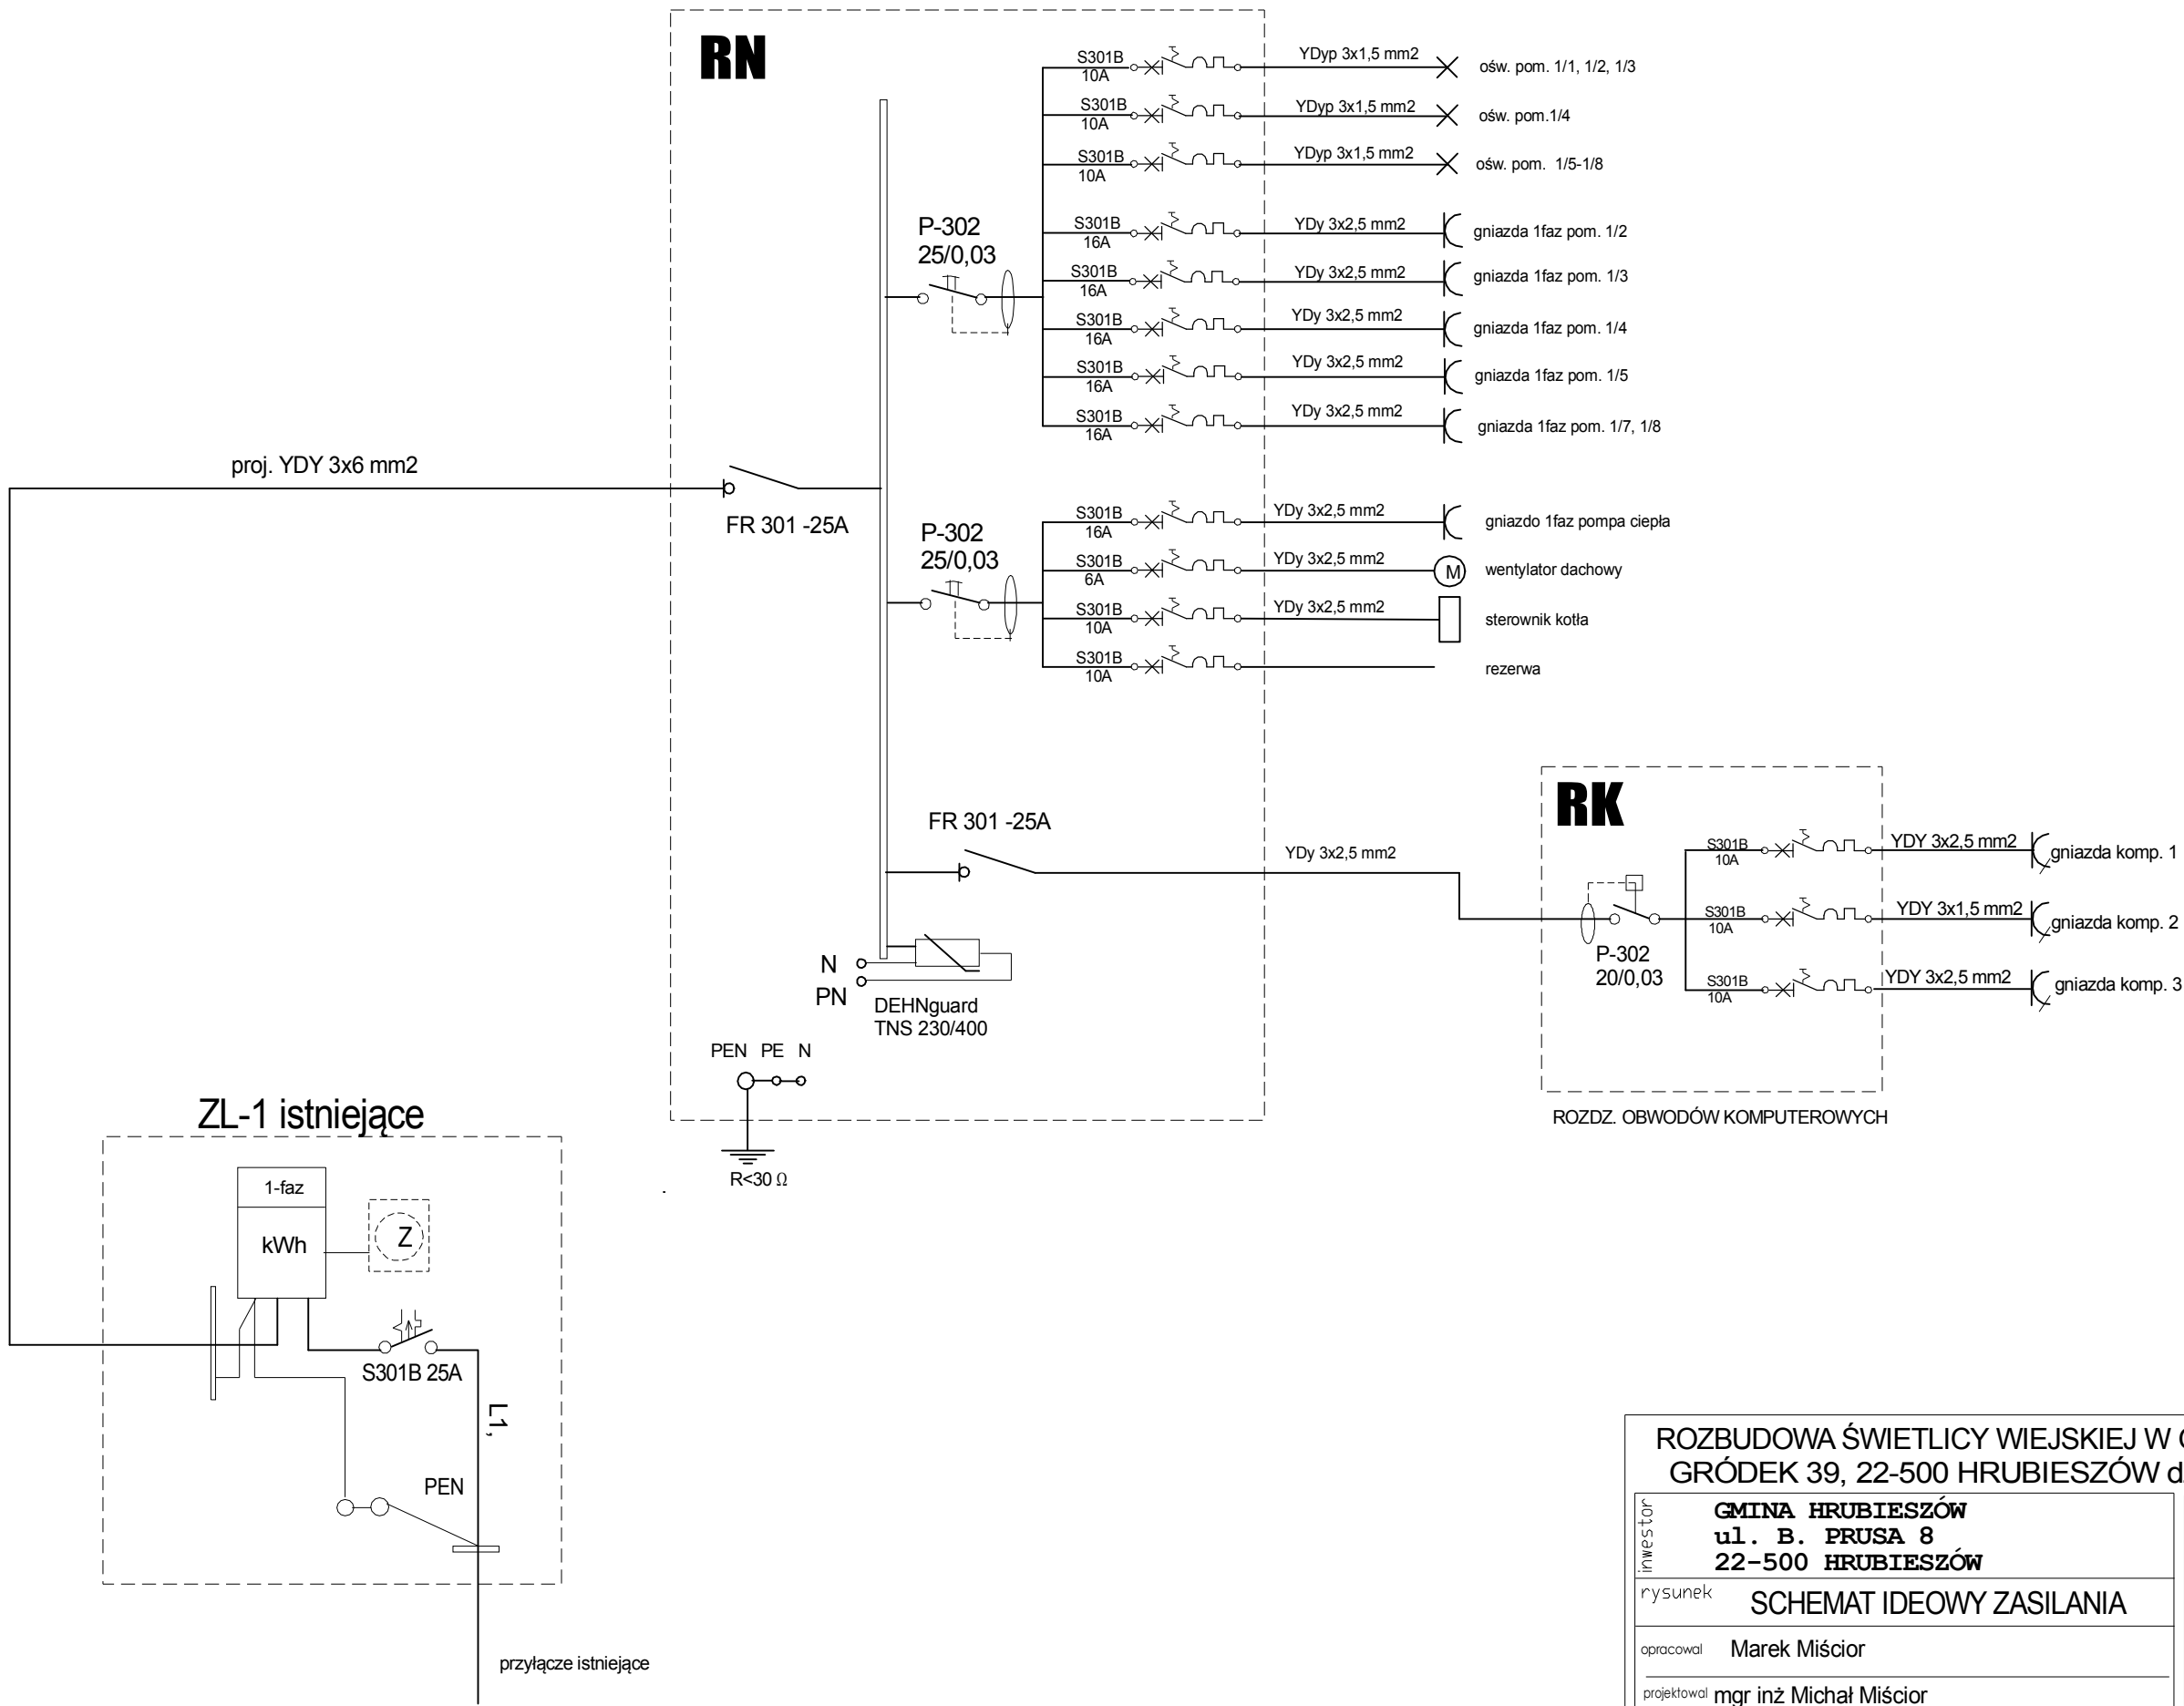 RN
S301B
10A
YDyp 3x1,5 mm2
ośw. pom. 1/1, 1/2, 1/3
S301B
10A
YDyp 3x1,5 mm2
ośw. pom.1/4
S301B
10A
YDyp 3x1,5 mm2
ośw. pom. 1/5-1/8
P-302
25/0,03
S301B
16A
YDy 3x2,5 mm2
gniazda 1faz pom. 1/2
S301B
16A
YDy 3x2,5 mm2
gniazda 1faz pom. 1/3
S301B
16A
YDy 3x2,5 mm2
gniazda 1faz pom. 1/4
S301B
16A
YDy 3x2,5 mm2
gniazda 1faz pom. 1/5
S301B
16A
YDy 3x2,5 mm2
gniazda 1faz pom. 1/7, 1/8
proj. YDY 3x6 mm2
FR 301 -25A
P-302
25/0,03
S301B
16A
YDy 3x2,5 mm2
gniazdo 1faz pompa ciepła
S301B
6A
YDy 3x2,5 mm2
M
wentylator dachowy
S301B
10A
YDy 3x2,5 mm2
sterownik kotła
S301B
10A
rezerwa
FR 301 -25A
YDy 3x2,5 mm2
RK
S301B
10A
YDY 3x2,5 mm2
gniazda komp. 1
S301B
10A
YDY 3x1,5 mm2
gniazda komp. 2
P-302
20/0,03
S301B
10A
YDY 3x2,5 mm2
gniazda komp. 3
ROZDZ. OBWODÓW KOMPUTEROWYCH
N
PN
DEHNguard
TNS 230/400
PEN PE N
R<30 Ω
ZL-1 istniejące
1-faz
kWh
Z
S301B 25A
L1,
PEN
przyłącze istniejące
ROZBUDOWA ŚWIETLICY WIEJSKIEJ W
GRÓDEK 39, 22-500 HRUBIESZÓW
inwestor
GMINA HRUBIESZÓW
ul. B. PRUSA 8
22-500 HRUBIESZÓW
rysunek
SCHEMAT IDEOWY ZASILANIA
opracował
Marek Miścior
projektował
mgr inż Michał Miścior